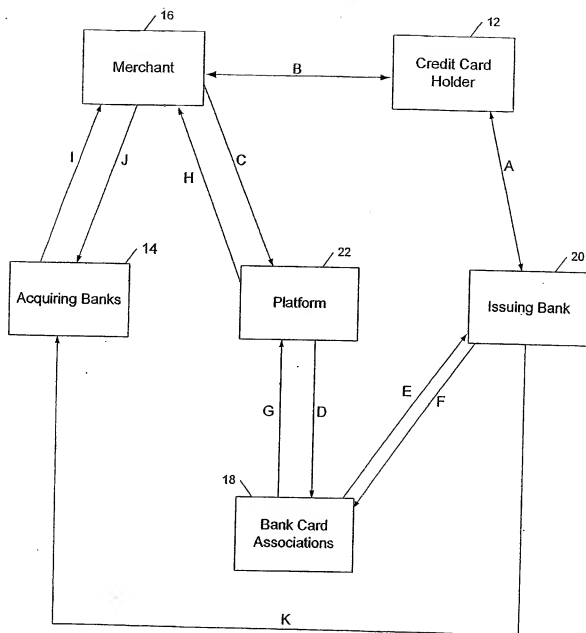 16
12
Merchant
B
Credit Card
Holder
I
J
H
C
A
14
22
20
Acquiring Banks
Platform
Issuing Bank
G
D
E
F
18
Bank Card
Associations
K